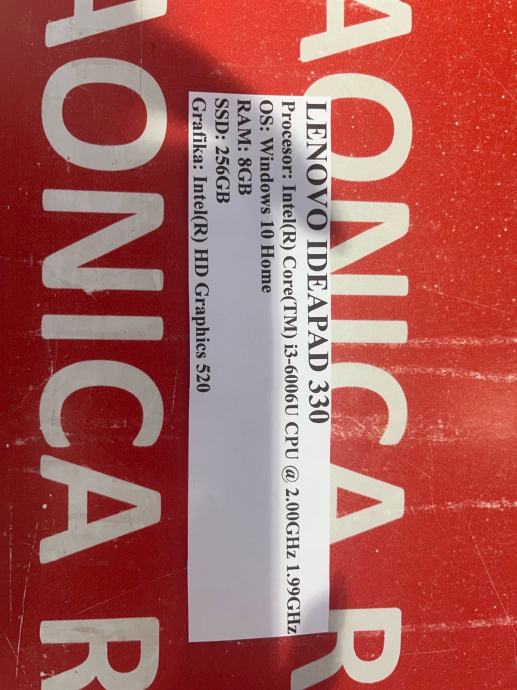 LENOVO IDEAPAD 330
Procesor: Intel(R) Core(TM) i3-6006U CPU @ 2.00GHz 1.99GHz
OS: Windows 10 Home
RAM: 8GB
SSD: 256GB
Grafika: Intel(R) HD Graphics 520
AONICA R
AONICA R